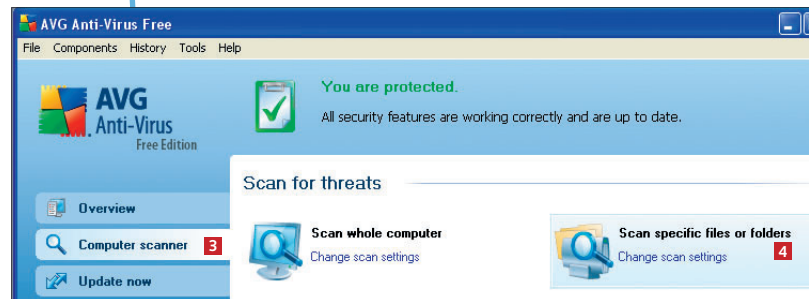 AVG Anti-Virus Free
File Components History Tools Help
AVG
Anti-Virus
Free Edition
You are protected.
All security features are working correctly and are up to date.
Scan for threats
Overview
Computer scanner 3
Update now
Scan whole computer
Change scan settings
Scan specific files or folders
Change scan settings 4